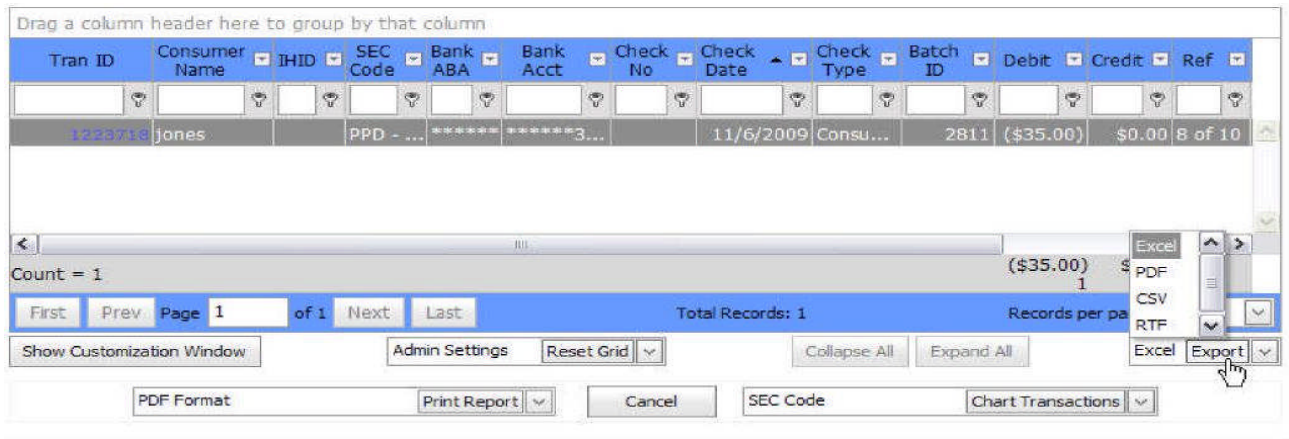 Drag a column header here to group by that column
Tran ID Consumer Name IHID SEC Code Bank ABA Bank Acct Check No Check Date Check Type Batch ID Debit Credit Ref
1223718 jones PPD - ... ****** ******3... 11/6/2009 Consu... 2811 ($35.00) $0.00 8 of 10
Count = 1 ($35.00) $
1
Excel
PDF
CSV
RTF
First Prev Page 1 of 1 Next Last Total Records: 1 Records per pa
Show Customization Window Admin Settings Reset Grid Collapse All Expand All Excel Export
PDF Format Print Report Cancel SEC Code Chart Transactions